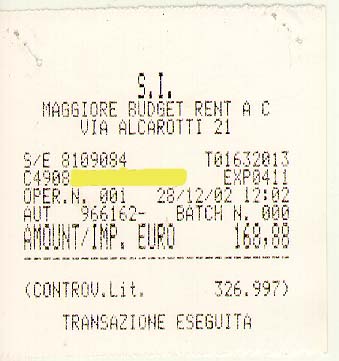 S.I.
MAGGIORE BUDGET RENT A C
VIA ALCAROTTI 21
S/E 8109084 T01632013
C4908 EXP0411
OPER.N. 001 28/12/02 12:02
AUT 966162- BATCH N. 000
AMOUNT/IMP. EURO 168,88
(CONTROV.Lit. 326.997)
TRANSAZIONE ESEGUITA